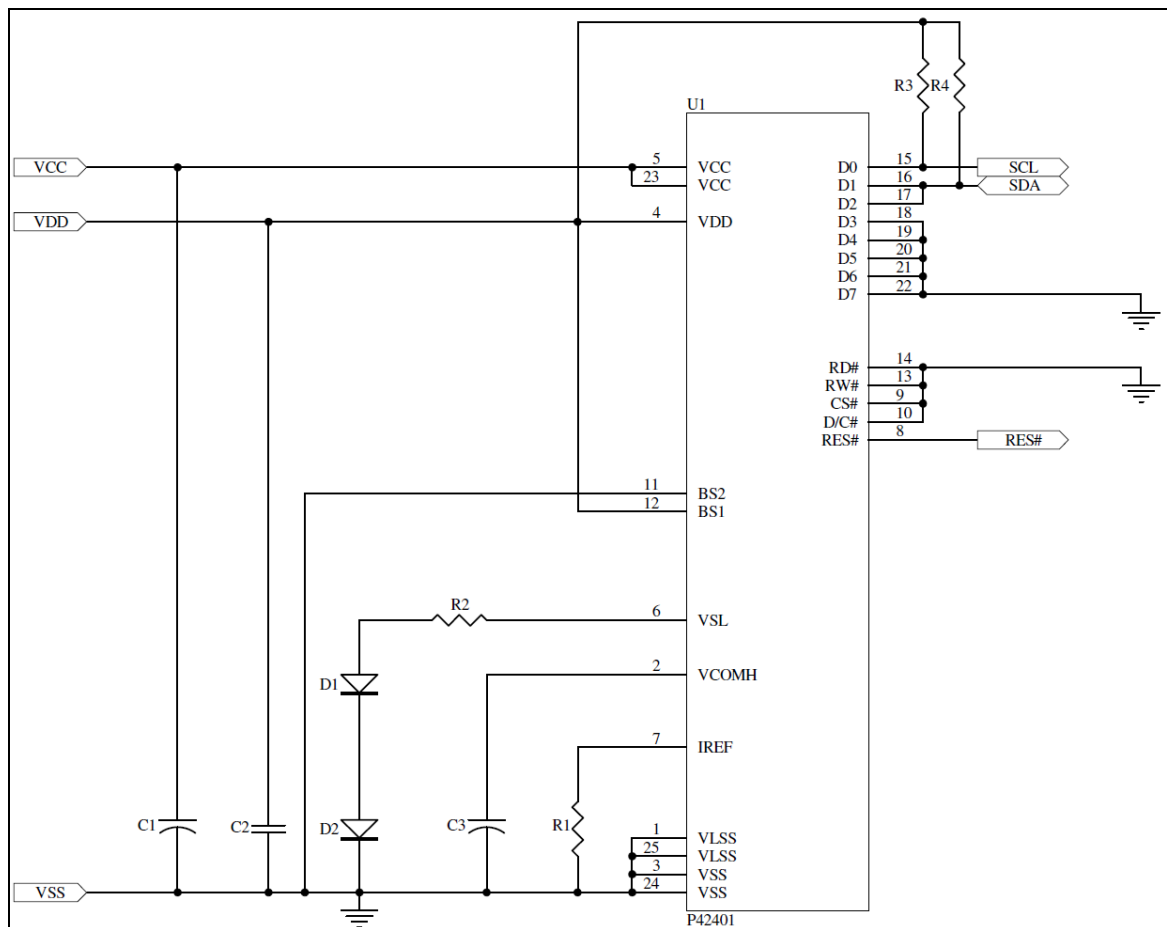 R3 R4
U1
VCC 5 VCC D0 15 SCL
23 VCC D1 16 SDA
D2 17
VDD 4 VDD D3 18
D4 19
D5 20
D6 21
D7 22
RD# 14
RW# 13
CS# 9
D/C# 10
RES# 8 RES#
11 BS2
12 BS1
R2 6 VSL
D1 2 VCOMH
7 IREF
C1 C2 D2 C3 R1
1 VLSS
25 VLSS
3 VSS
VSS 24 VSS
P42401